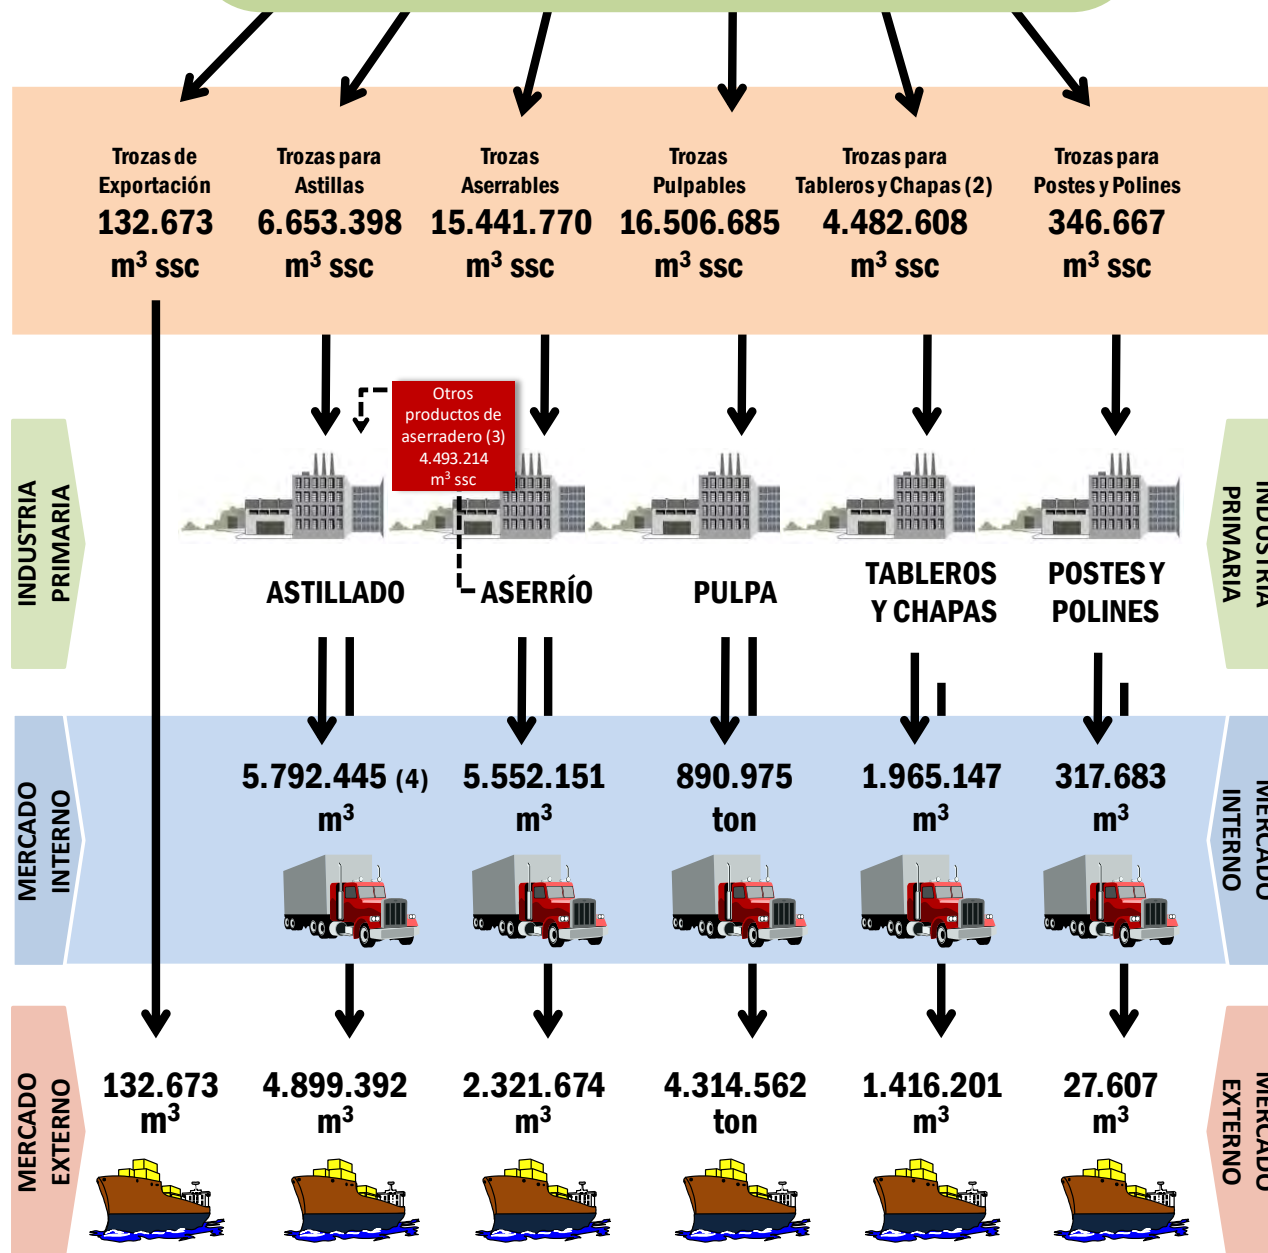 Trozas de
Exportación
132.673
m³ ssc
Trozas para
Astillas
6.653.398
m³ ssc
Trozas
Aserrables
15.441.770
m³ ssc
Trozas
Pulpables
16.506.685
m³ ssc
Trozas para
Tableros y Chapas (2)
4.482.608
m³ ssc
Trozas para
Postes y Polines
346.667
m³ ssc
Otros
productos de
aserradero (3)
4.493.214
m³ ssc
INDUSTRIA
PRIMARIA
ASTILLADO
ASERRÍO
PULPA
TABLEROS
Y CHAPAS
POSTES Y
POLINES
INDUSTRIA
PRIMARIA
MERCADO
INTERNO
5.792.445 (4)
m³
5.552.151
m³
890.975
ton
1.965.147
m³
317.683
m³
MERCADO
INTERNO
MERCADO
EXTERNO
132.673
m³
4.899.392
m³
2.321.674
m³
4.314.562
ton
1.416.201
m³
27.607
m³
MERCADO
EXTERNO